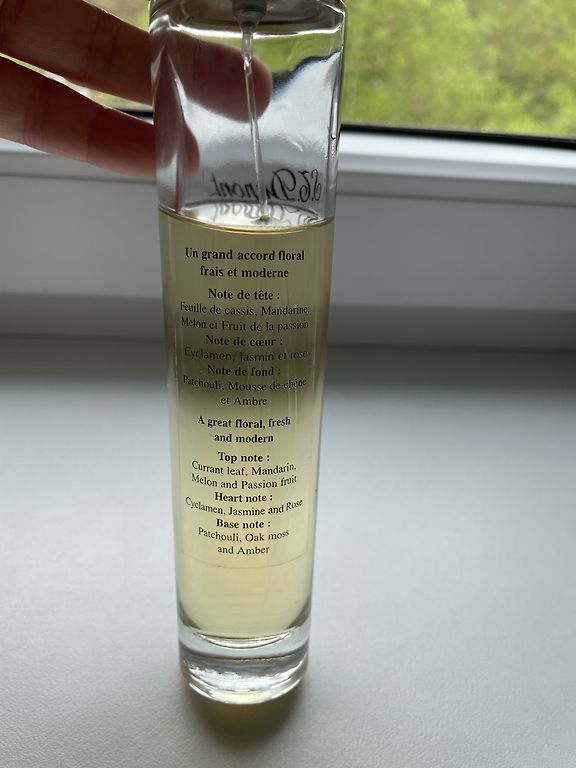 S.T. Dupont
Un grand accord floral
frais et moderne
Note de tête :
Feuille de cassis, Mandarine,
Melon et Fruit de la passion
Note de cœur :
Cyclamen, Jasmin et rose
Note de fond :
Patchouli, Mousse de chêne
et Ambre
A great floral, fresh
and modern
Top note :
Currant leaf, Mandarin,
Melon and Passion fruit
Heart note :
Cyclamen, Jasmine and Rose
Base note :
Patchouli, Oak moss
and Amber